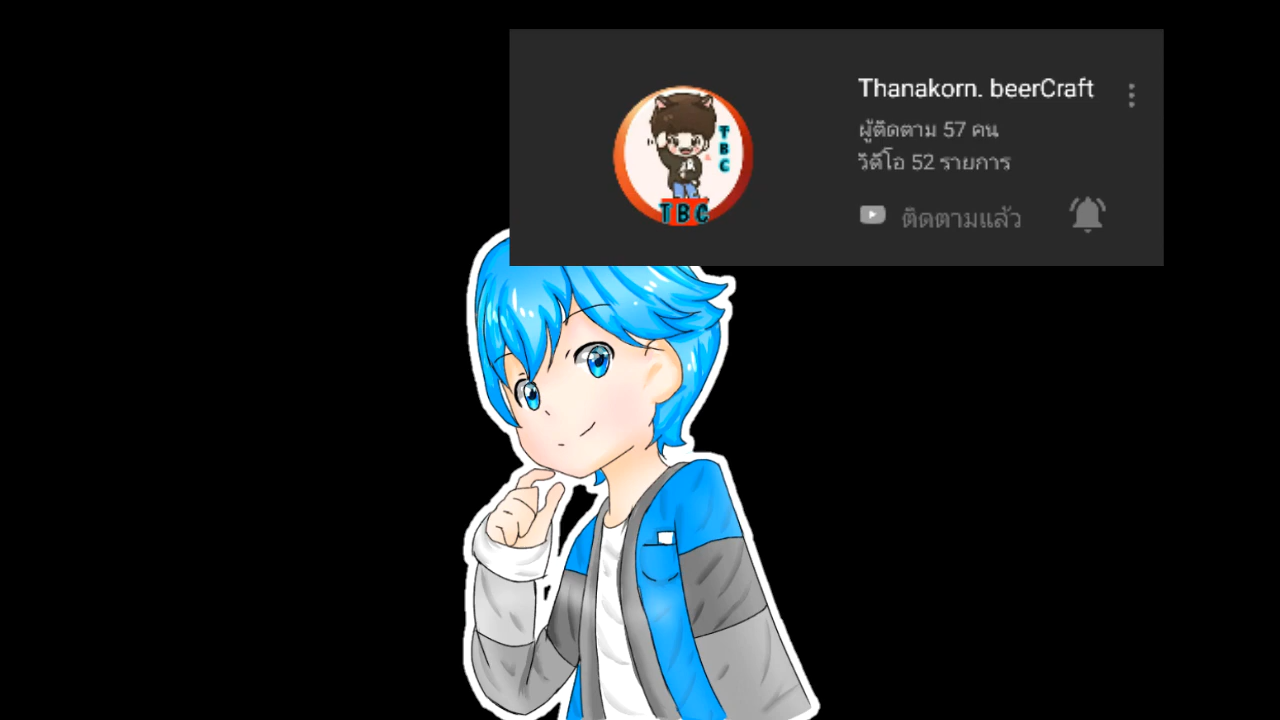 Thanakorn. beerCraft
ผู้ติดตาม 57 คน
วิดีโอ 52 รายการ
ติดตามแล้ว
T
B
C
TBC